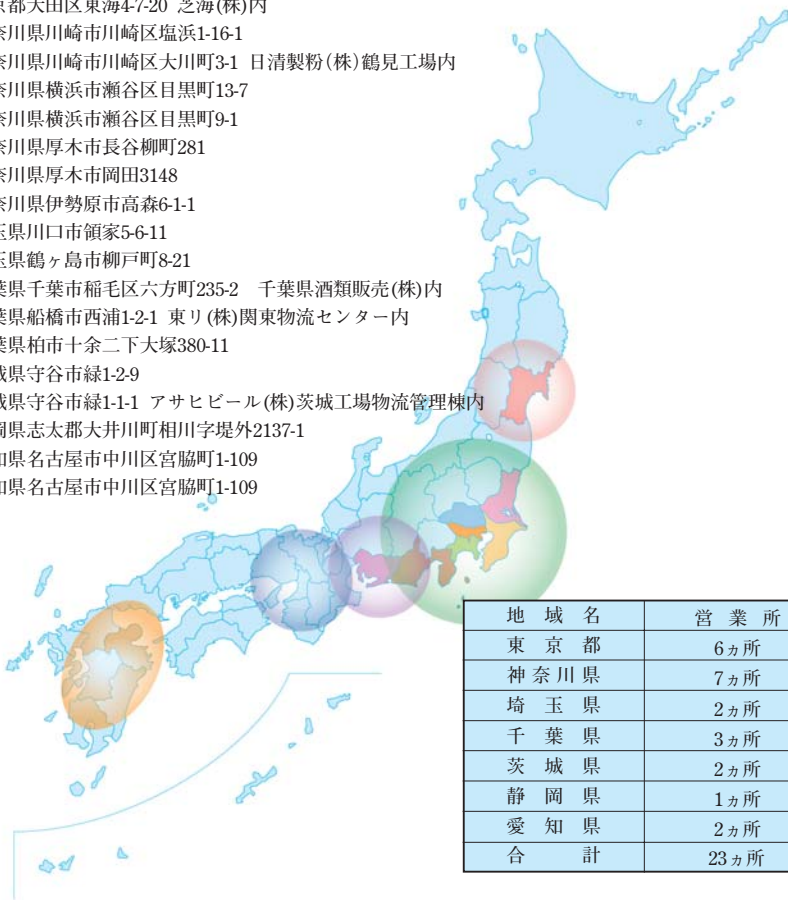 京都大田区東海4-7-20 芝海(株)内
奈川県川崎市川崎区塩浜1-16-1
奈川県川崎市川崎区大川町3-1 日清製粉(株)鶴見工場内
奈川県横浜市瀬谷区目黒町13-7
奈川県横浜市瀬谷区目黒町9-1
奈川県厚木市長谷柳町281
奈川県厚木市岡田3148
奈川県伊勢原市高森6-1-1
玉県川口市領家5-6-11
玉県鶴ヶ島市柳戸町8-21
葉県千葉市稲毛区六方町235-2 千葉県酒類販売(株)内
葉県船橋市西浦1-2-1 東リ(株)関東物流センター内
葉県柏市十余二下大塚380-11
城県守谷市緑1-2-9
城県守谷市緑1-1-1 アサヒビール(株)茨城工場物流管理棟内
岡県志太郡大井川町相川字堤外2137-1
知県名古屋市中川区宮脇町1-109
知県名古屋市中川区宮脇町1-109
地域名 営業所
東京都 6ヵ所
神奈川県 7ヵ所
埼玉県 2ヵ所
千葉県 3ヵ所
茨城県 2ヵ所
静岡県 1ヵ所
愛知県 2ヵ所
合計 23ヵ所